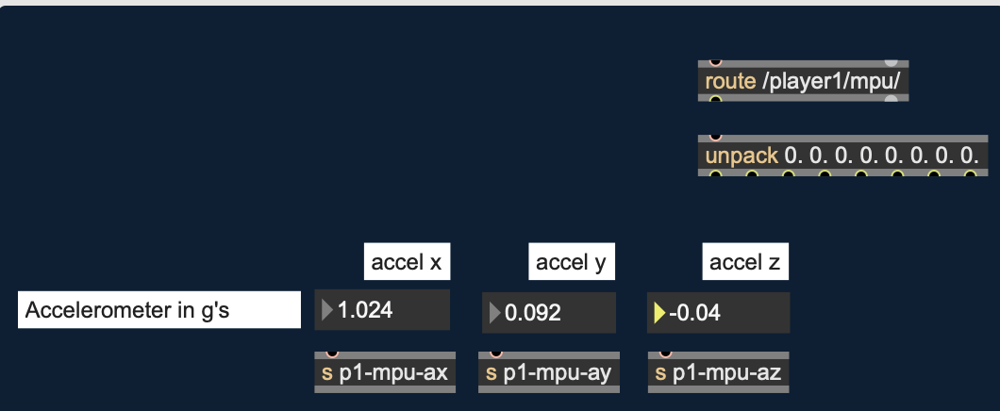 route /player1/mpu/
unpack 0. 0. 0. 0. 0. 0. 0. 0.
accel x
accel y
accel z
Accelerometer in g's
1.024
0.092
-0.04
s p1-mpu-ax
s p1-mpu-ay
s p1-mpu-az